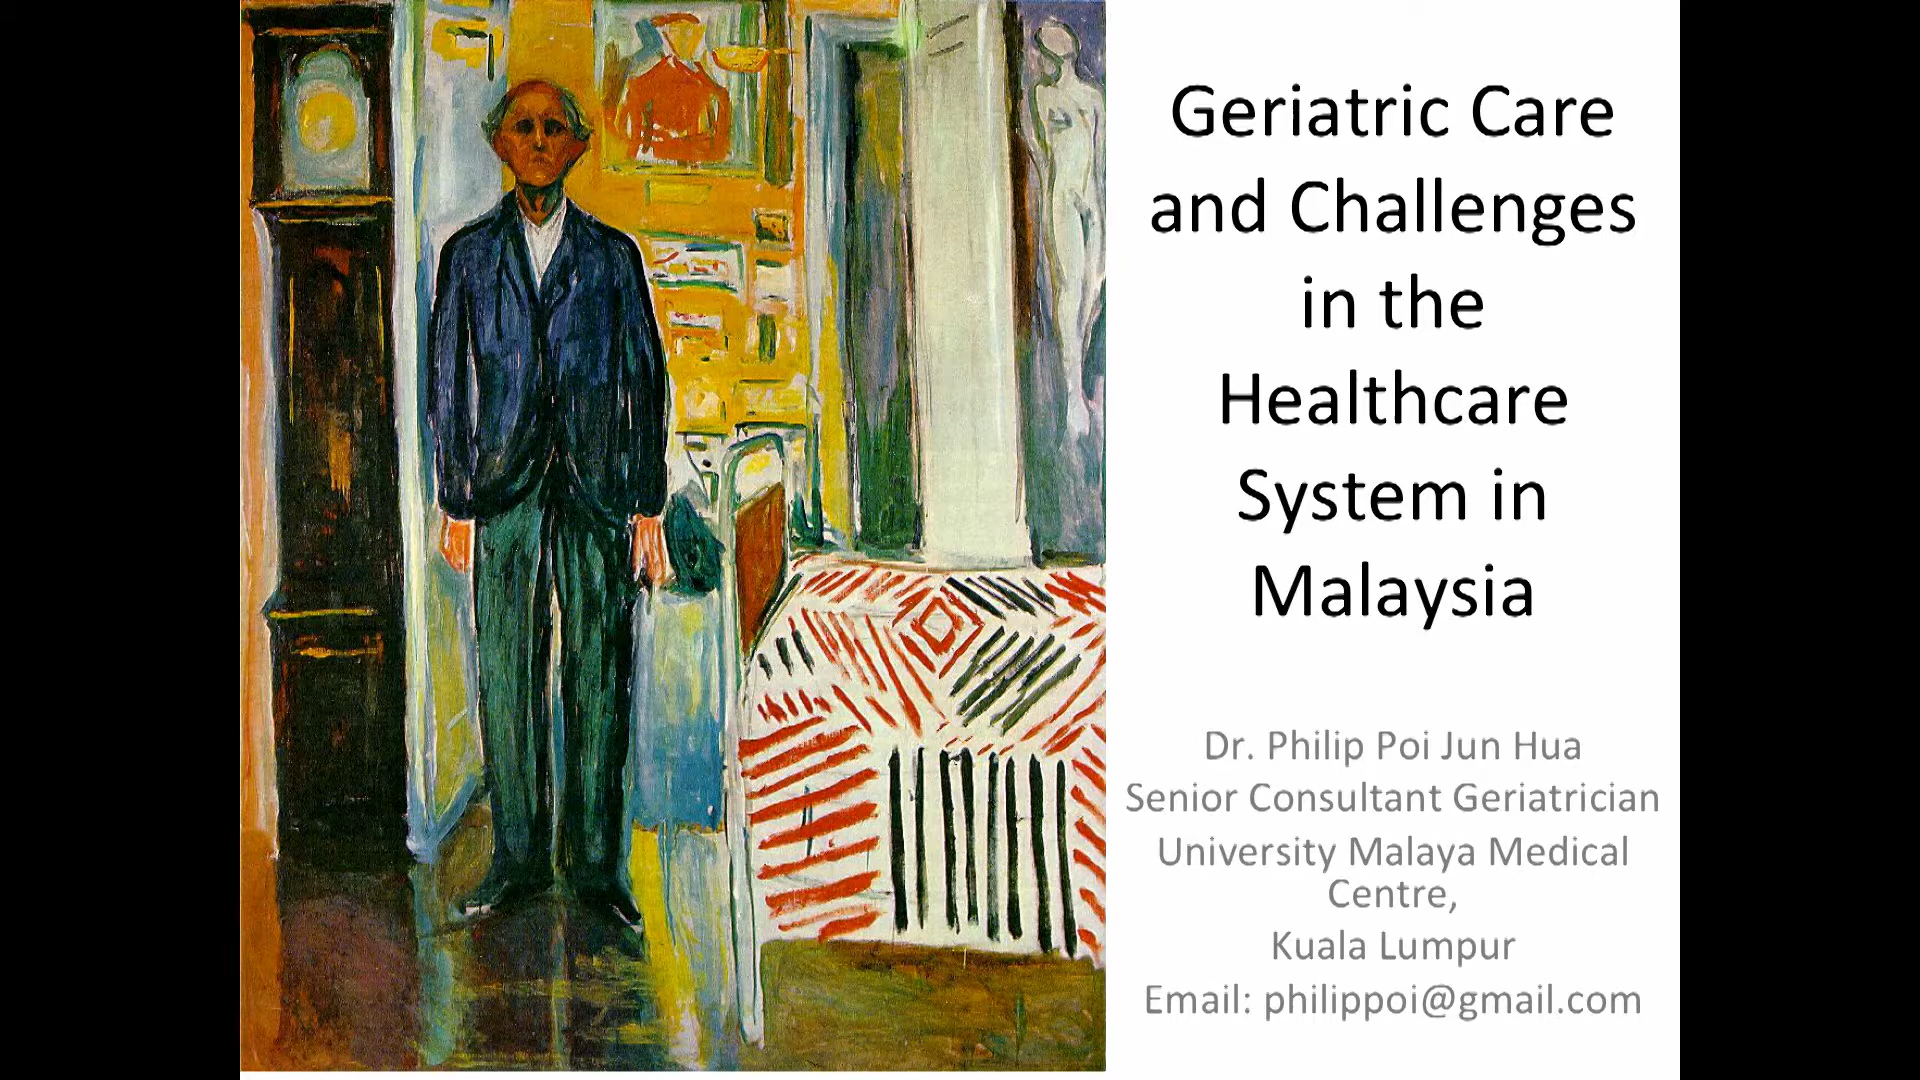 Geriatric Care
and Challenges
in the
Healthcare
System in
Malaysia
Dr. Philip Poi Jun Hua
Senior Consultant Geriatrician
University Malaya Medical
Centre,
Kuala Lumpur
Email: philippoi@gmail.com